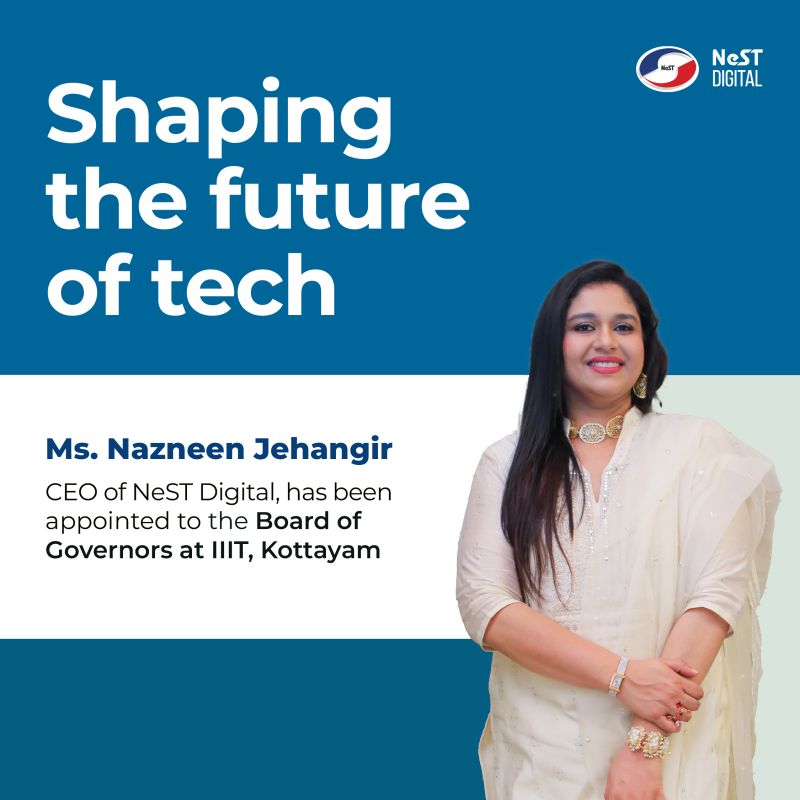 NeST
NeST
DIGITAL
Shaping
the future
of tech
Ms. Nazneen Jehangir
CEO of NeST Digital, has been
appointed to the Board of
Governors at IIIT, Kottayam